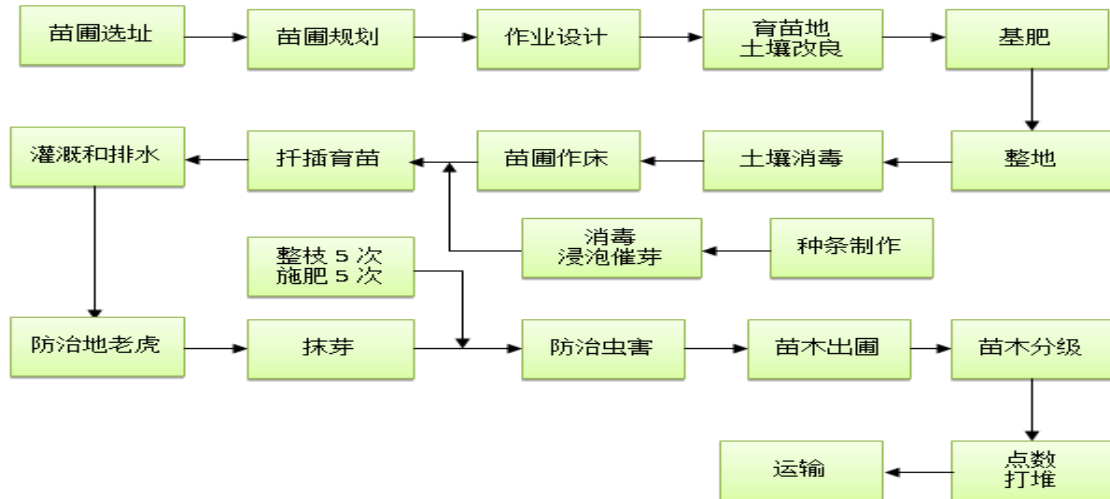 苗圃选址
苗圃规划
作业设计
育苗地
土壤改良
基肥
灌溉和排水
扦插育苗
苗圃作床
土壤消毒
整地
消毒
浸泡催芽
种条制作
整枝 5 次
施肥 5 次
防治地老虎
抹芽
防治虫害
苗木出圃
苗木分级
运输
点数
打堆